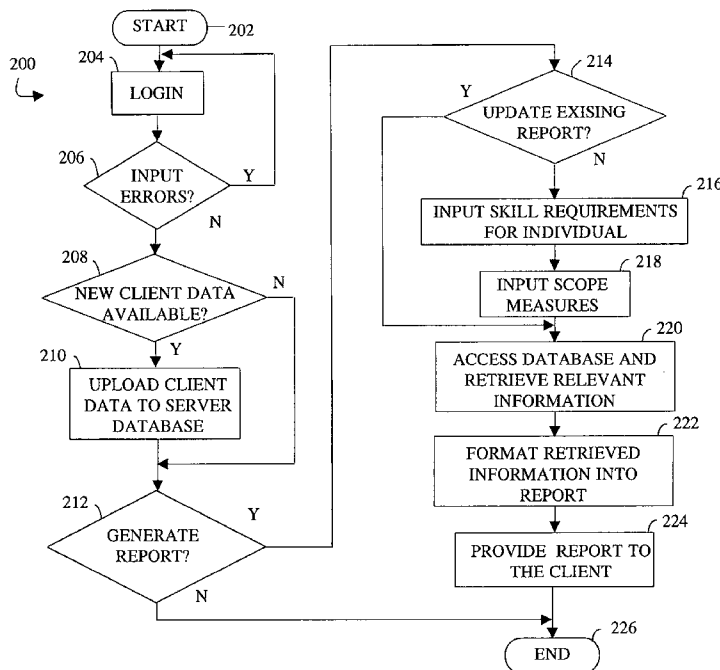 START
202
200
204
LOGIN
206
INPUT
ERRORS?
Y
N
208
NEW CLIENT DATA
AVAILABLE?
N
Y
210
UPLOAD CLIENT
DATA TO SERVER
DATABASE
212
GENERATE
REPORT?
Y
N
214
Y
UPDATE EXISING
REPORT?
N
216
INPUT SKILL REQUIREMENTS
FOR INDIVIDUAL
218
INPUT SCOPE
MEASURES
220
ACCESS DATABASE AND
RETRIEVE RELEVANT
INFORMATION
222
FORMAT RETRIEVED
INFORMATION INTO
REPORT
224
PROVIDE REPORT TO
THE CLIENT
226
END